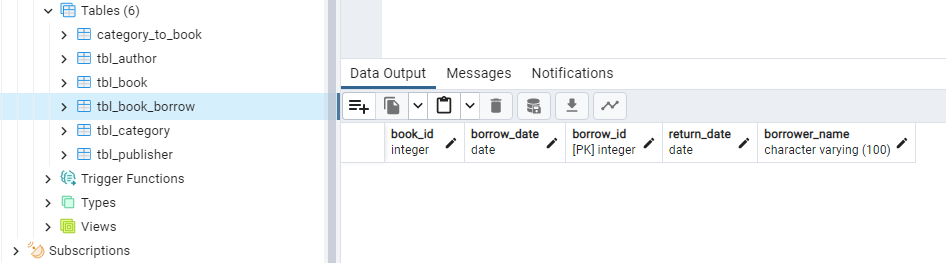 Tables (6)
category_to_book
tbl_author
tbl_book
tbl_book_borrow
tbl_category
tbl_publisher
Trigger Functions
Types
Views
Subscriptions
Data Output Messages Notifications
book_id borrow_date borrow_id return_date borrower_name
integer date [PK] integer date character varying (100)